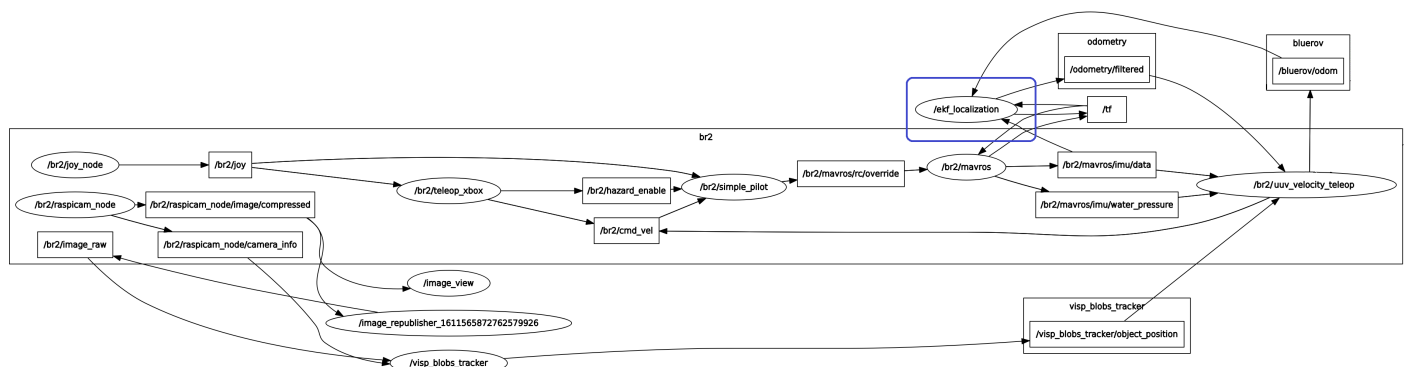 odometry
bluerov
/odometry/filtered
/bluerov/odom
/ekf_localization
/tf
br2
/br2/joy_node
/br2/joy
/br2/mavros/imu/data
/br2/mavros/rc/override
/br2/mavros
/br2/teleop_xbox
/br2/hazard_enable
/br2/simple_pilot
/br2/uuv_velocity_teleop
/br2/raspicam_node
/br2/raspicam_node/image/compressed
/br2/mavros/imu/water_pressure
/br2/cmd_vel
/br2/image_raw
/br2/raspicam_node/camera_info
/image_view
visp_blobs_tracker
/image_republisher_1611565872762579926
/visp_blobs_tracker/object_position
/visp_blobs_tracker